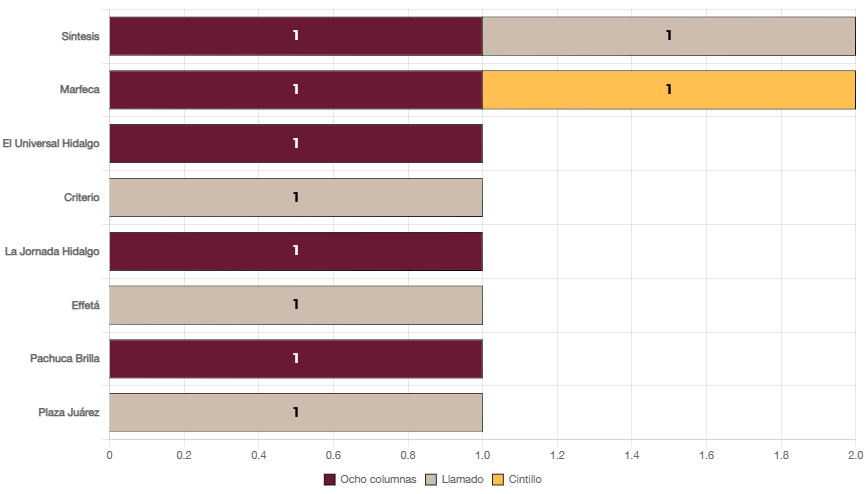 Síntesis 1 1
Marfeca 1 1
El Universal Hidalgo 1
Criterio 1
La Jornada Hidalgo 1
Effetá 1
Pachuca Brilla 1
Plaza Juárez 1
0 0.2 0.4 0.6 0.8 1.0 1.2 1.4 1.6 1.8 2.0
Ocho columnas Llamado Cintillo